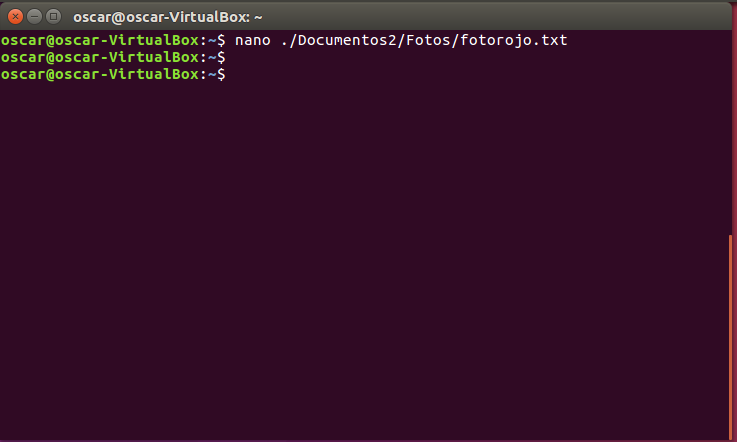 oscar@oscar-VirtualBox: ~
oscar@oscar-VirtualBox:~$ nano ./Documentos2/Fotos/fotorojo.txt
oscar@oscar-VirtualBox:~$
oscar@oscar-VirtualBox:~$